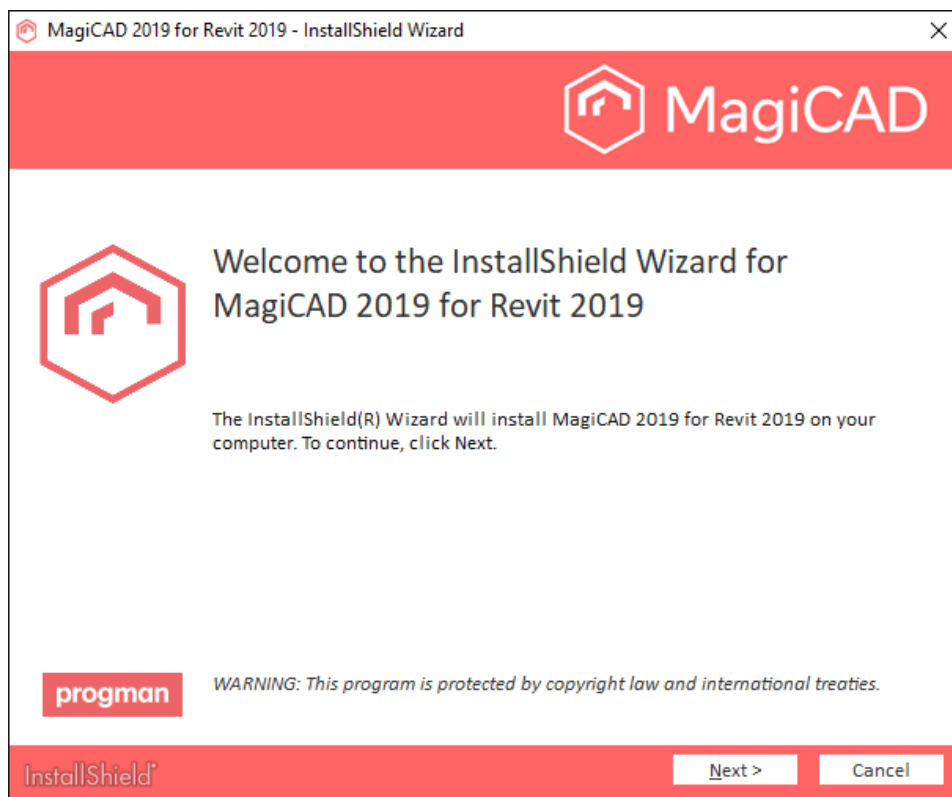 MagiCAD 2019 for Revit 2019 - InstallShield Wizard
MagiCAD
Welcome to the InstallShield Wizard for
MagiCAD 2019 for Revit 2019
The InstallShield(R) Wizard will install MagiCAD 2019 for Revit 2019 on your
computer. To continue, click Next.
progman
WARNING: This program is protected by copyright law and international treaties.
InstallShield®
Next >
Cancel